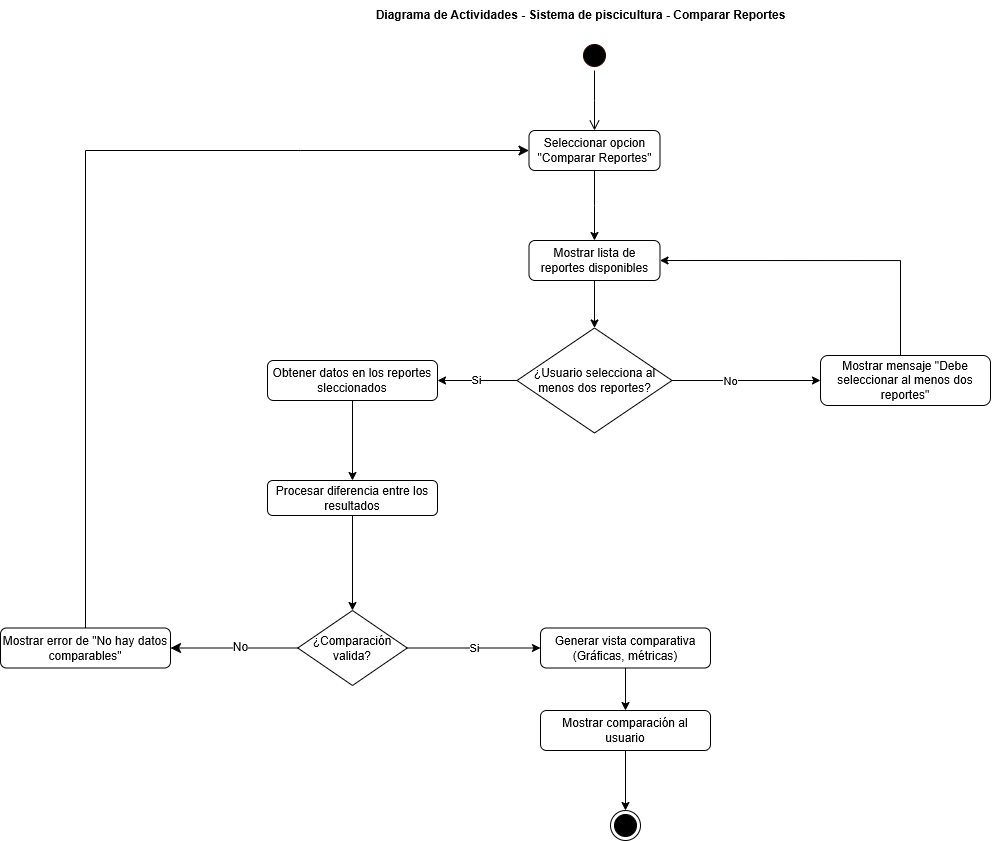 Diagrama de Actividades - Sistema de piscicultura - Comparar Reportes
Seleccionar opcion
"Comparar Reportes"
Mostrar lista de
reportes disponibles
¿Usuario selecciona al
menos dos reportes?
Si
No
Obtener datos en los reportes
sleccionados
Mostrar mensaje "Debe
seleccionar al menos dos
reportes"
Procesar diferencia entre los
resultados
¿Comparación
valida?
No
Si
Mostrar error de "No hay datos
comparables"
Generar vista comparativa
(Gráficas, métricas)
Mostrar comparación al
usuario